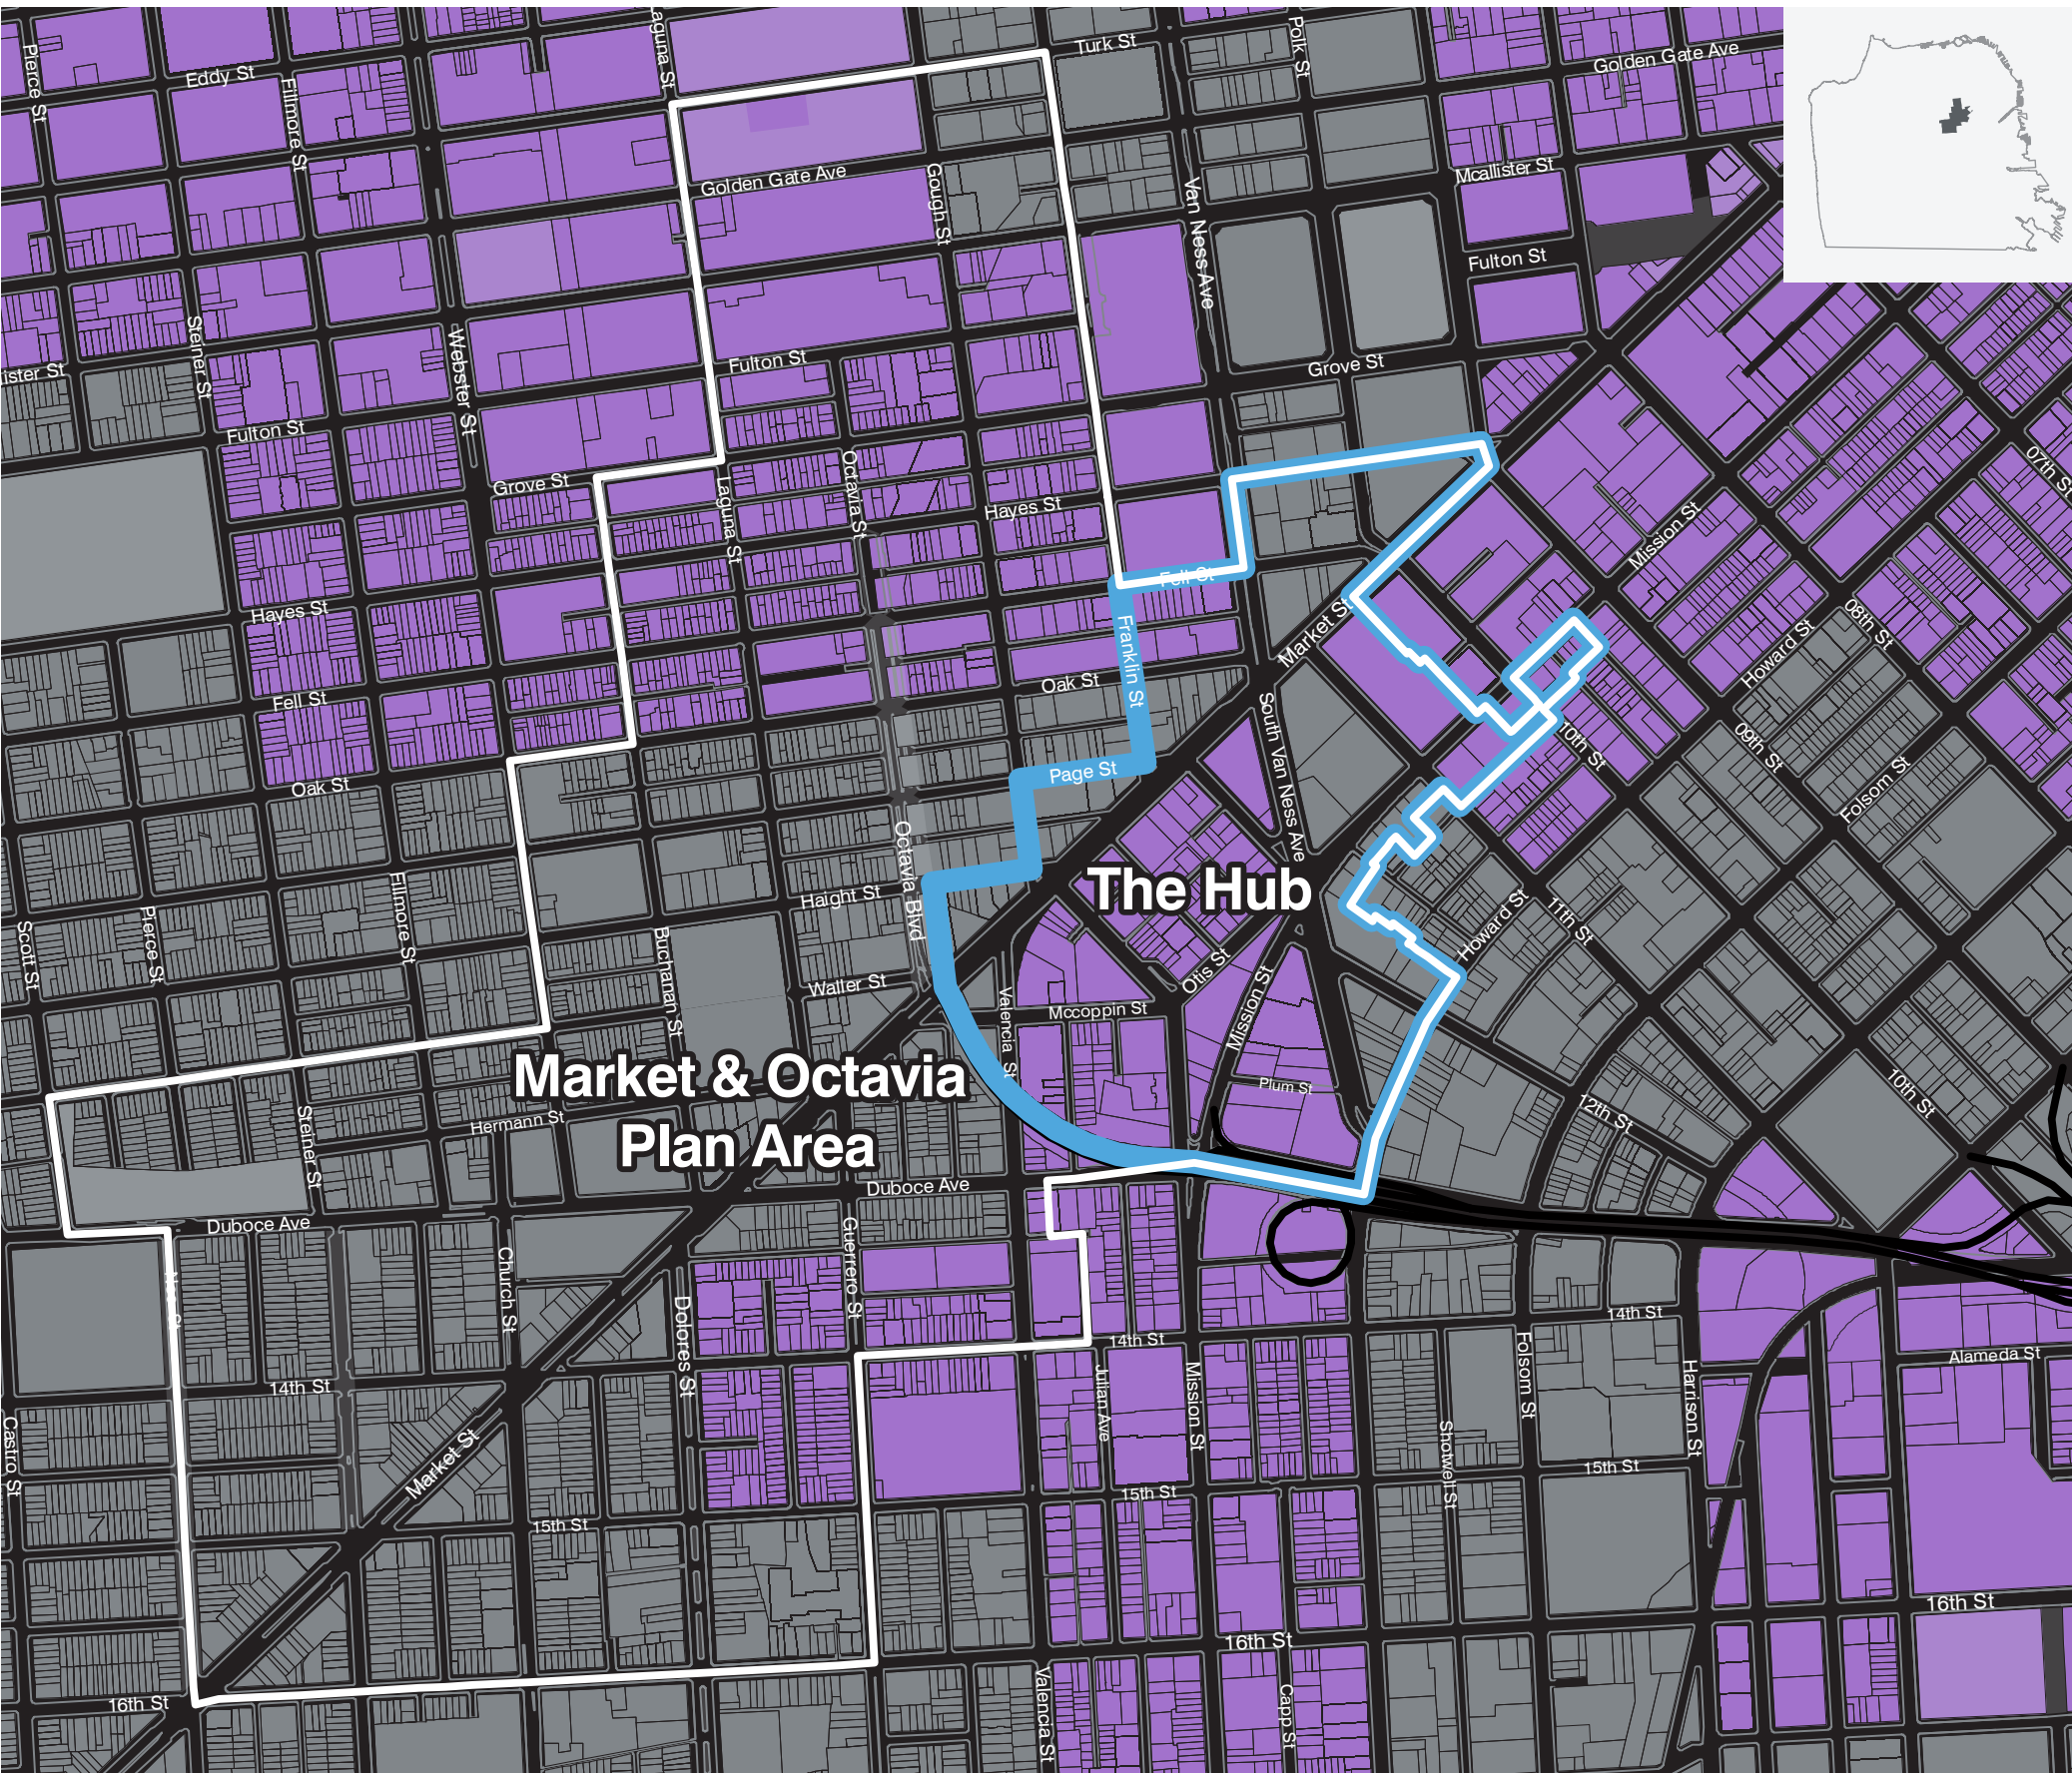 Turk St
Polk St
Laguna St
Pierce St
Eddy St
Fillmore St
Golden Gate Ave
Golden Gate Ave
Gough St
Van Ness Ave
Mcallister St
Fulton St
Steiner St
Webster St
Fulton St
Grove St
ister St
Fulton St
Grove St
Laguna St
Octavia St
Hayes St
07th St
Mission St
Hayes St
Fell St
Franklin St
Market St
Howard St
08th St
Fell St
Oak St
South Van Ness Ave
10th St
09th St
Folsom St
Oak St
Page St
Octavia Blvd
The Hub
Haight St
Fillmore St
Pierce St
Scott St
Buchanan St
Howard St
11th St
Otis St
Mission St
Waller St
Valencia St
Mccoppin St
Market & Octavia
Plan Area
Plum St
10th St
12th St
Steiner St
Hermann St
Duboce Ave
Duboce Ave
Guerrero St
Church St
Dolores St
14th St
14th St
Folsom St
Harrison St
Alameda St
Julian Ave
Mission St
14th St
Castro St
Market St
Shotwell St
15th St
15th St
15th St
16th St
16th St
16th St
Valencia St
Capp St